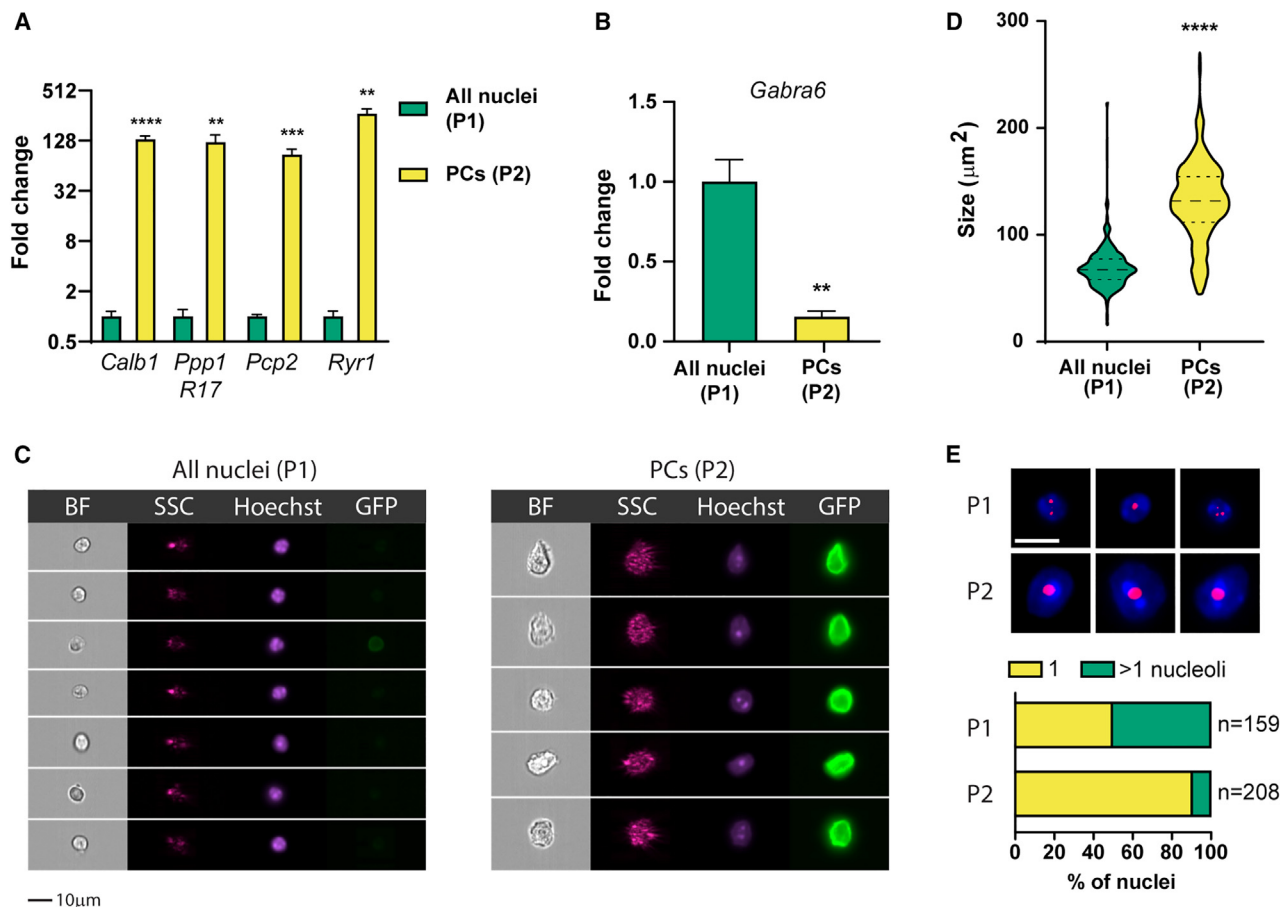 A
512
128
32
8
2
0.5
Fold change
****
**
***
**
Calb1
Ppp1
R17
Pcp2
Ryr1
All nuclei
(P1)
PCs (P2)
B
Gabra6
1.5
1.0
0.5
0.0
Fold change
**
All nuclei
(P1)
PCs
(P2)
D
300
200
100
0
Size (μm²)
****
All nuclei
(P1)
PCs
(P2)
C
All nuclei (P1)
BF SSC Hoechst GFP
PCs (P2)
BF SSC Hoechst GFP
10μm
E
P1
P2
1 >1 nucleoli
P1 n=159
P2 n=208
0 20 40 60 80 100
% of nuclei